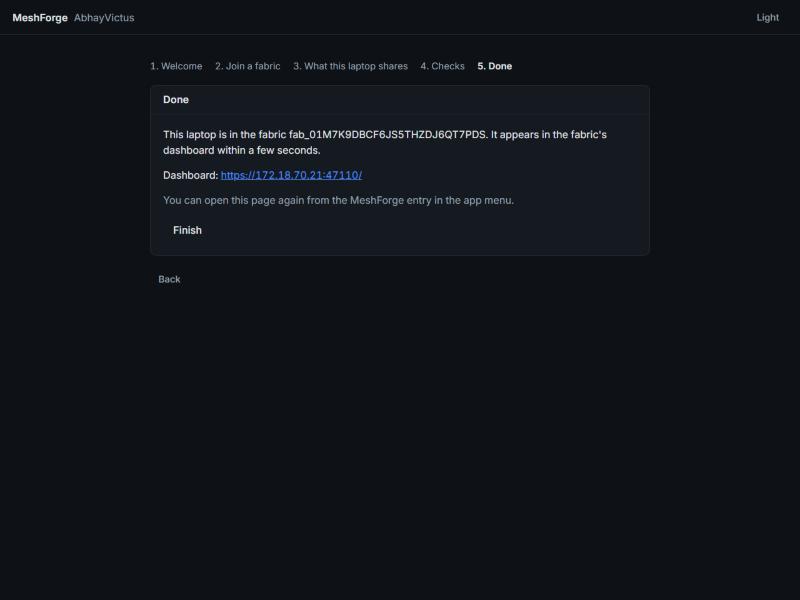 MeshForge AbhayVictus Light
1. Welcome 2. Join a fabric 3. What this laptop shares 4. Checks 5. Done
Done
This laptop is in the fabric fab_01M7K9DBCF6JS5THZDJ6QT7PDS. It appears in the fabric's
dashboard within a few seconds.
Dashboard: https://172.18.70.21:47110/
You can open this page again from the MeshForge entry in the app menu.
Finish
Back